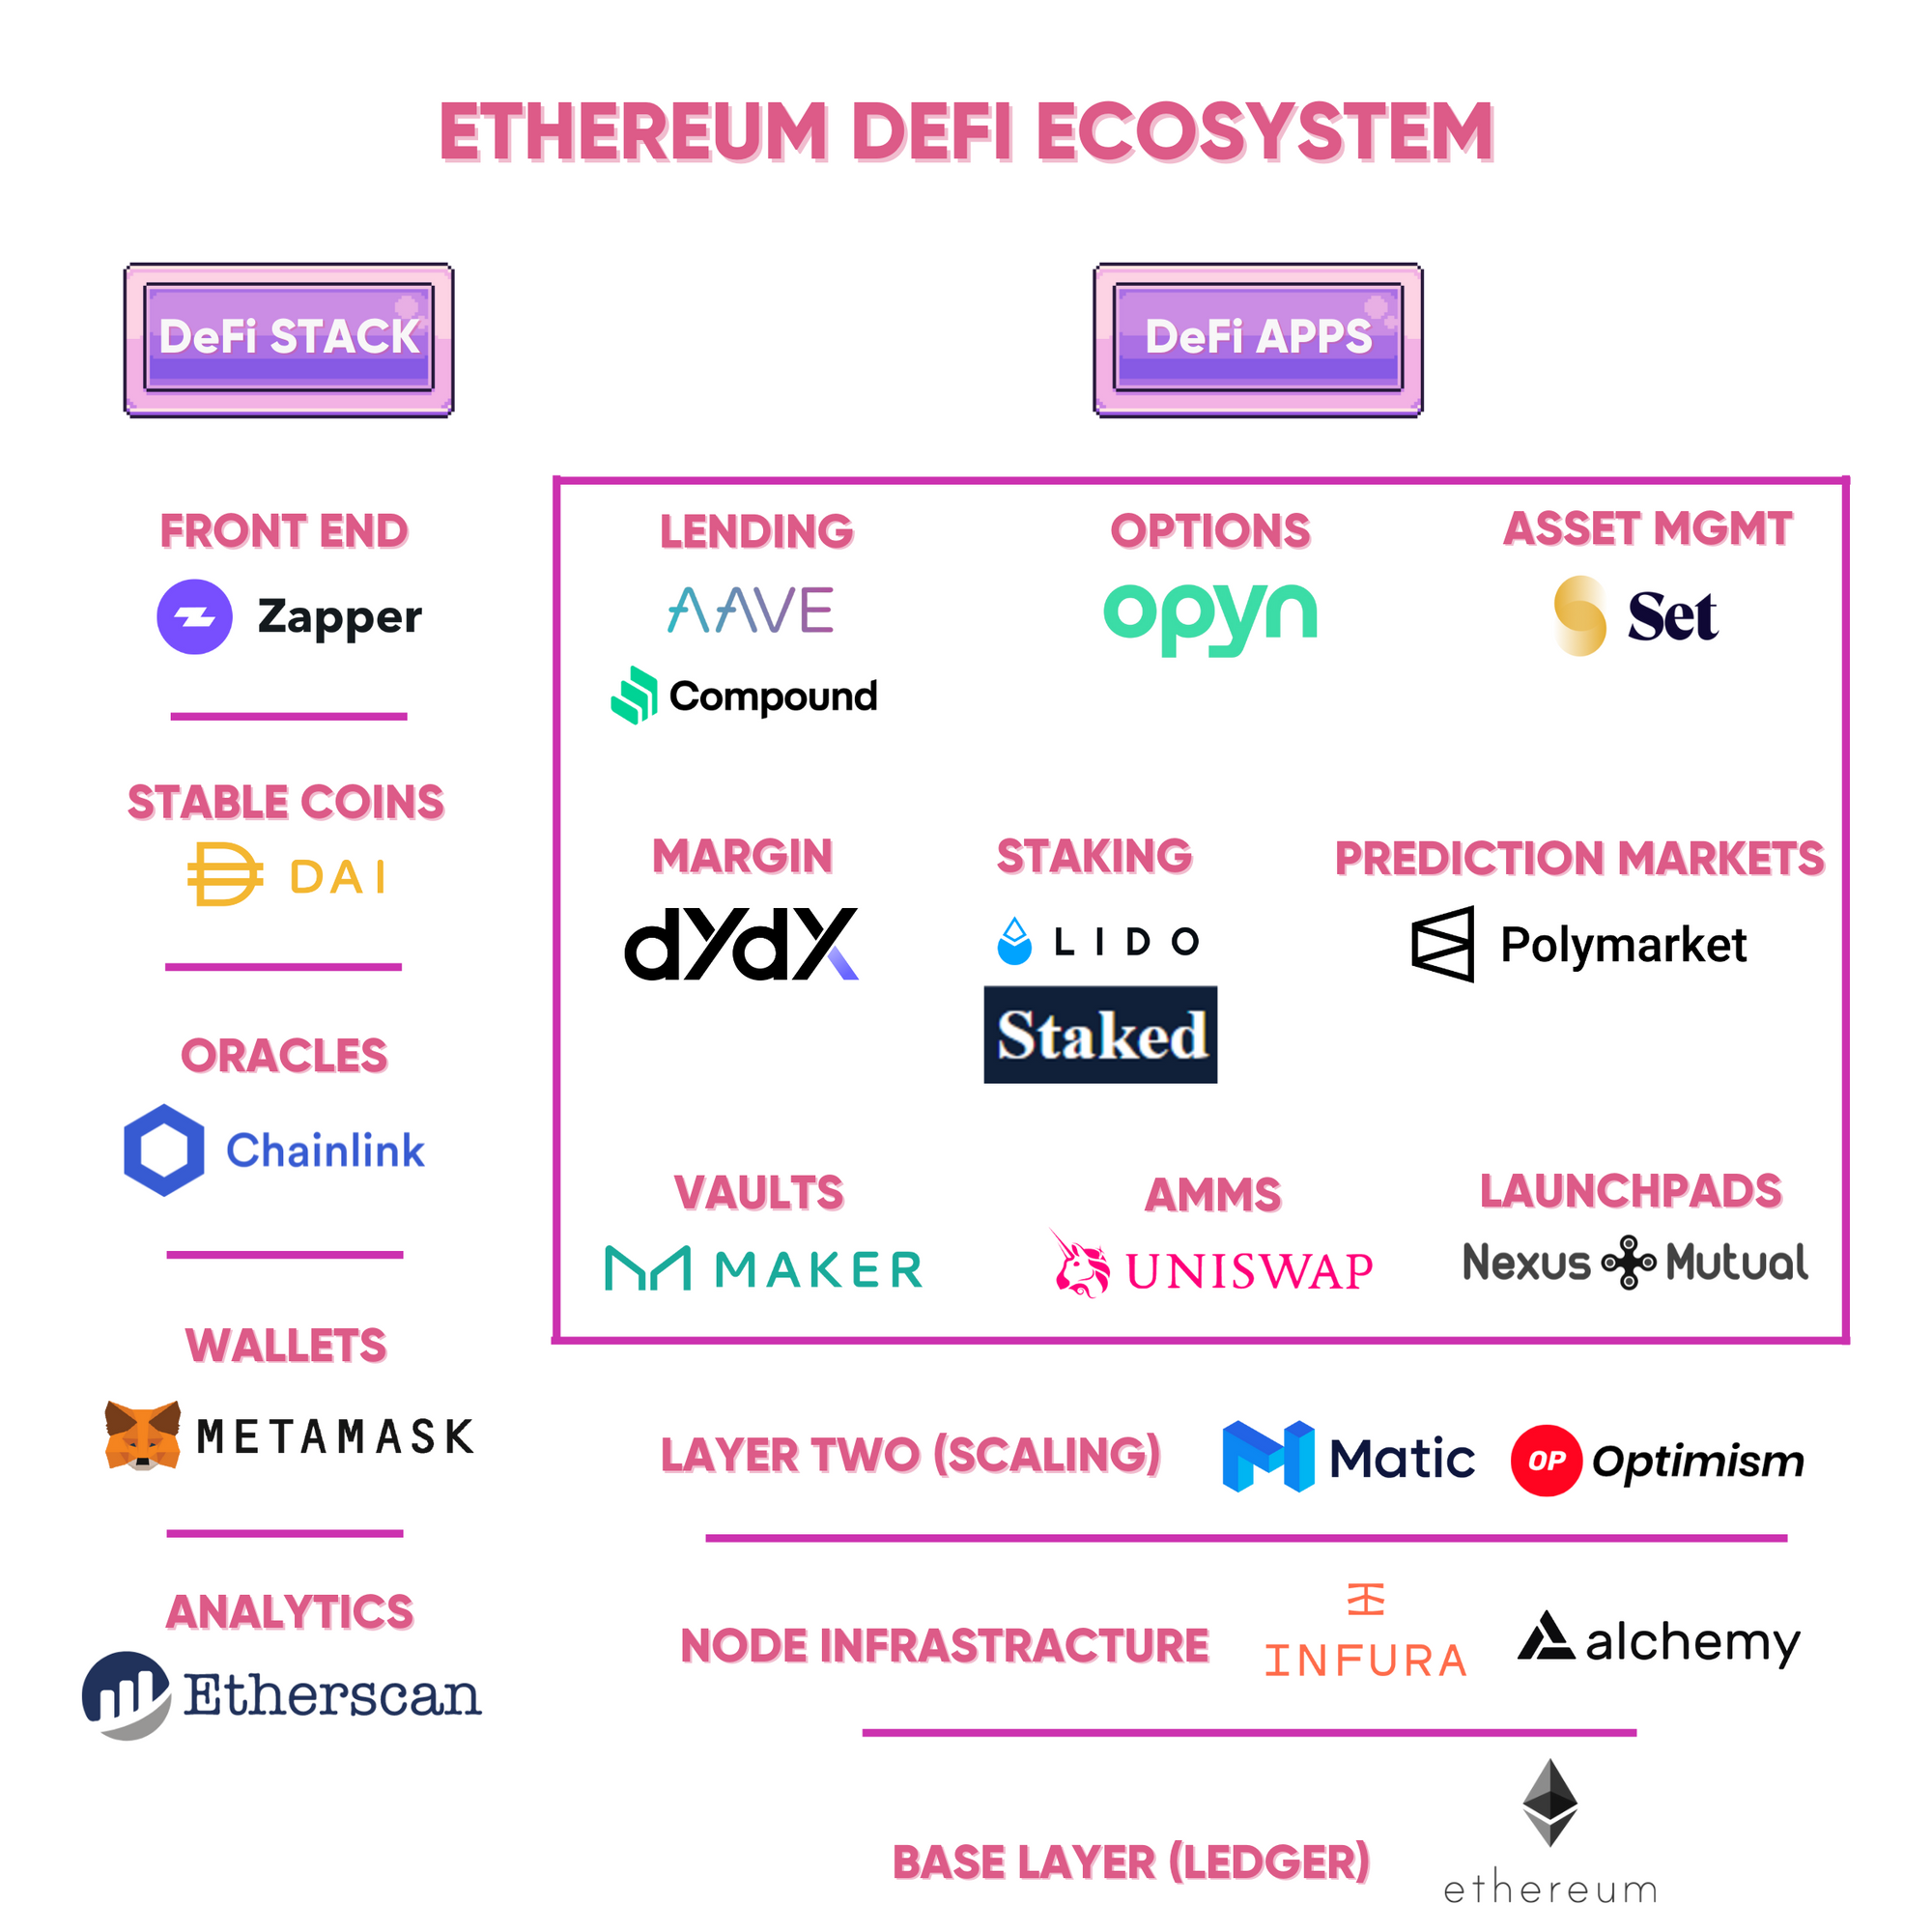 ETHEREUM DEFI ECOSYSTEM
DeFi STACK
DeFi APPS
FRONT END
Zapper
STABLE COINS
DAI
ORACLES
Chainlink
WALLETS
METAMASK
ANALYTICS
Etherscan
LENDING
AAVE
Compound
OPTIONS
opyn
ASSET MGMT
Set
MARGIN
dYdX
STAKING
LIDO
Staked
PREDICTION MARKETS
Polymarket
VAULTS
MAKER
AMMS
UNISWAP
LAUNCHPADS
Nexus Mutual
LAYER TWO (SCALING)
Matic
OP Optimism
NODE INFRASTRACTURE
INFURA
alchemy
BASE LAYER (LEDGER)
ethereum